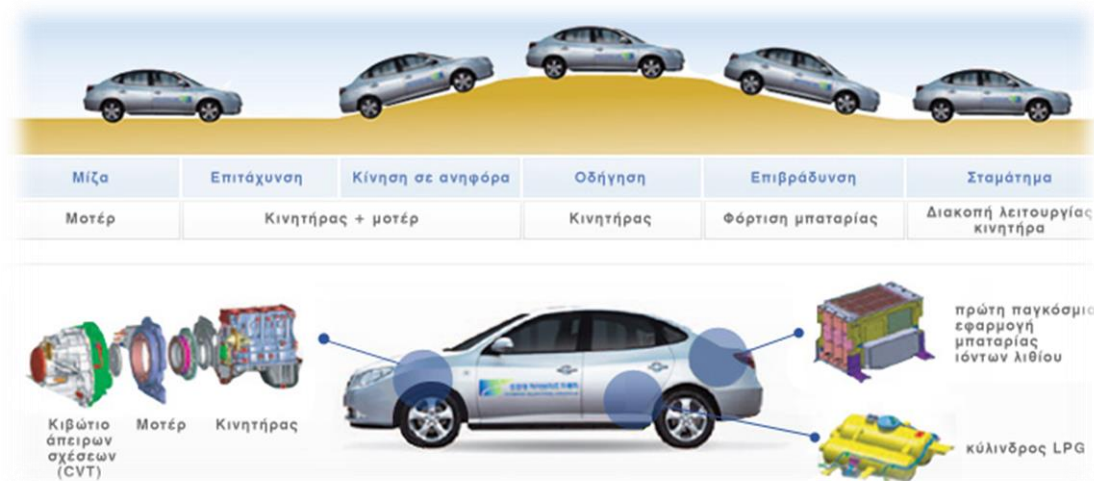 Μίζα
Επιτάχυνση
Κίνηση σε ανηφόρα
Οδήγηση
Επιβράδυνση
Σταμάτημα
Μοτέρ
Κινητήρας + μοτέρ
Κινητήρας
Φόρτιση μπαταρίας
Διακοπή λειτουργίας
κινητήρα
πρώτη παγκόσμια
εφαρμογή
μπαταρίας
ιόντων λιθίου
Κιβώτιο
άπειρων
σχέσεων
(CVT)
Μοτέρ
Κινητήρας
κύλινδρος LPG